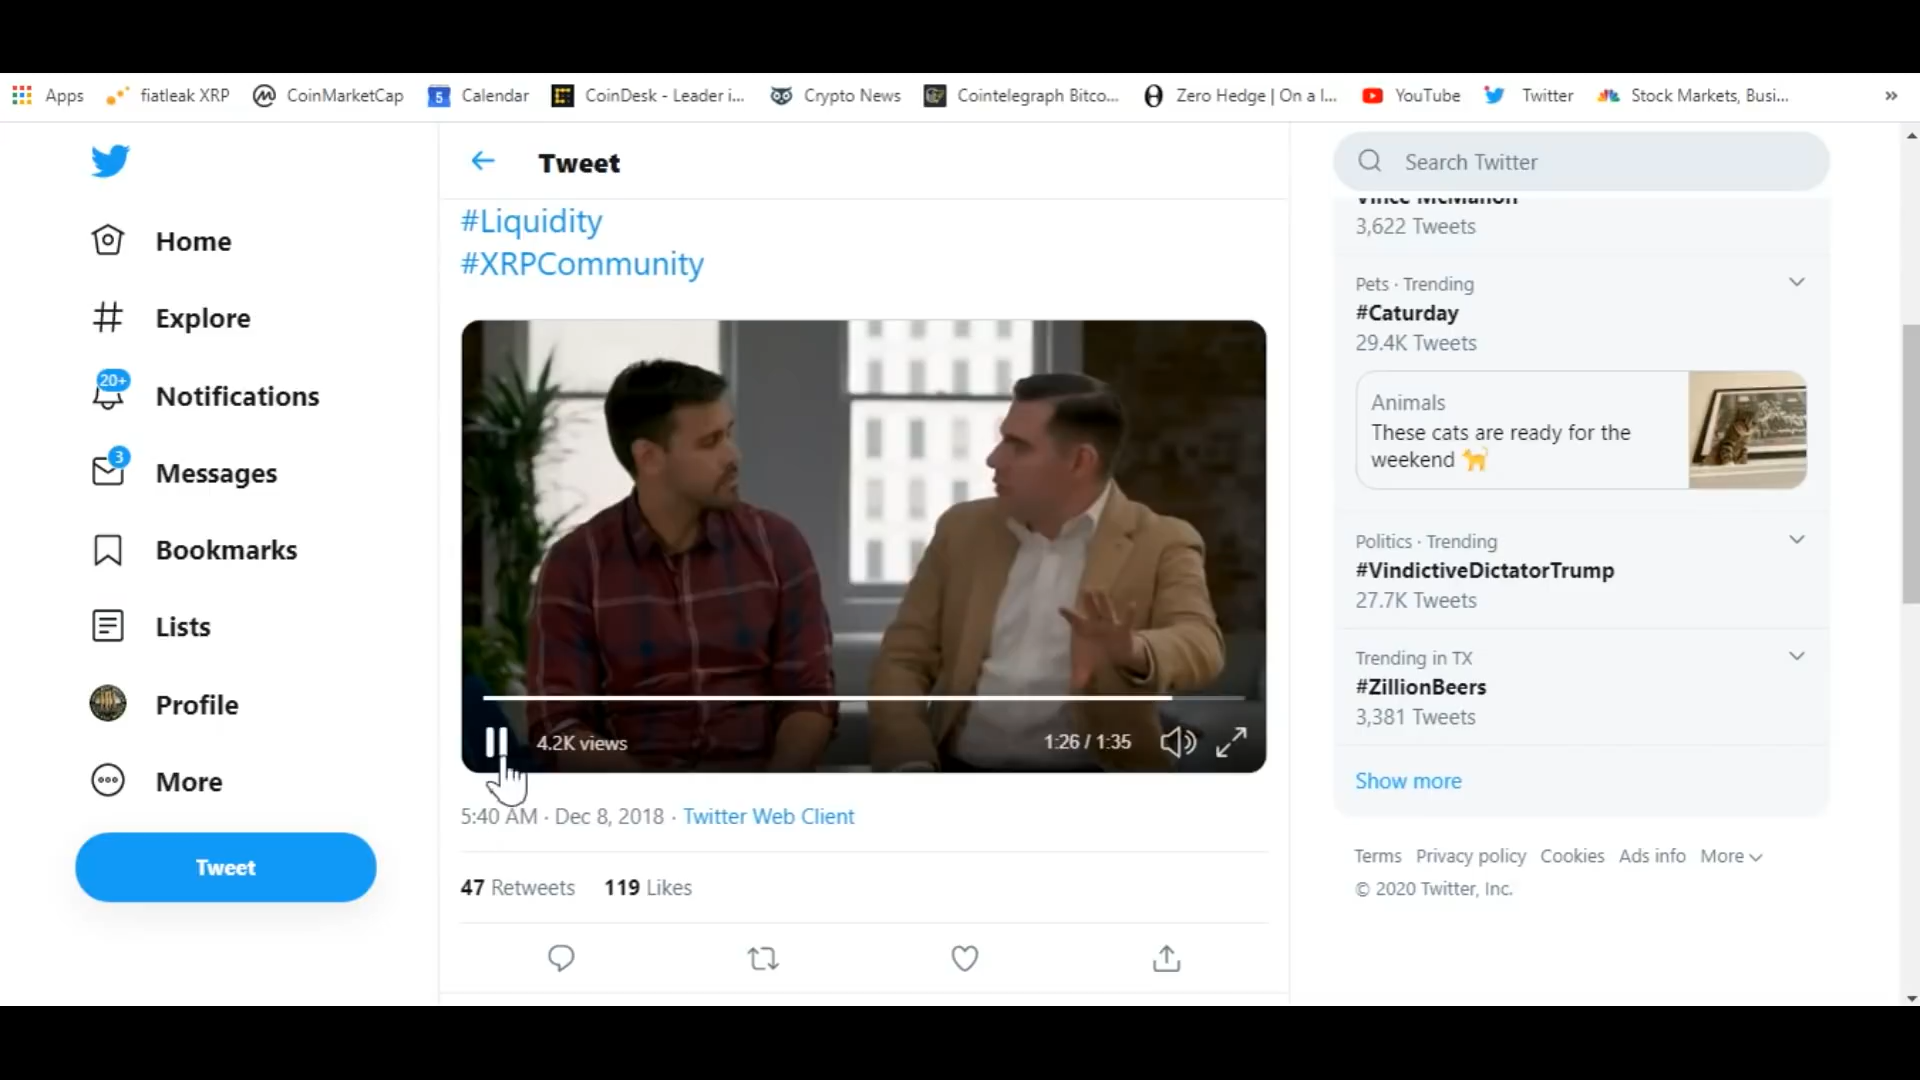 Apps
fiatleak XRP
CoinMarketCap
5
Calendar
CoinDesk - Leader i...
Crypto News
Cointelegraph Bitco...
Zero Hedge | On a l...
YouTube
Twitter
Stock Markets, Busi...
»
Home
Explore
20+
Notifications
3
Messages
Bookmarks
Lists
Profile
More
Tweet
Tweet
#Liquidity
#XRPCommunity
4.2K views
1:26 / 1:35
5:40 AM · Dec 8, 2018 · Twitter Web Client
47 Retweets 119 Likes
Search Twitter
Vince McMahon
3,622 Tweets
Pets · Trending
#Caturday
29.4K Tweets
Animals
These cats are ready for the
weekend 🐈
Politics · Trending
#VindictiveDictatorTrump
27.7K Tweets
Trending in TX
#ZillionBeers
3,381 Tweets
Show more
Terms Privacy policy Cookies Ads info More
© 2020 Twitter, Inc.